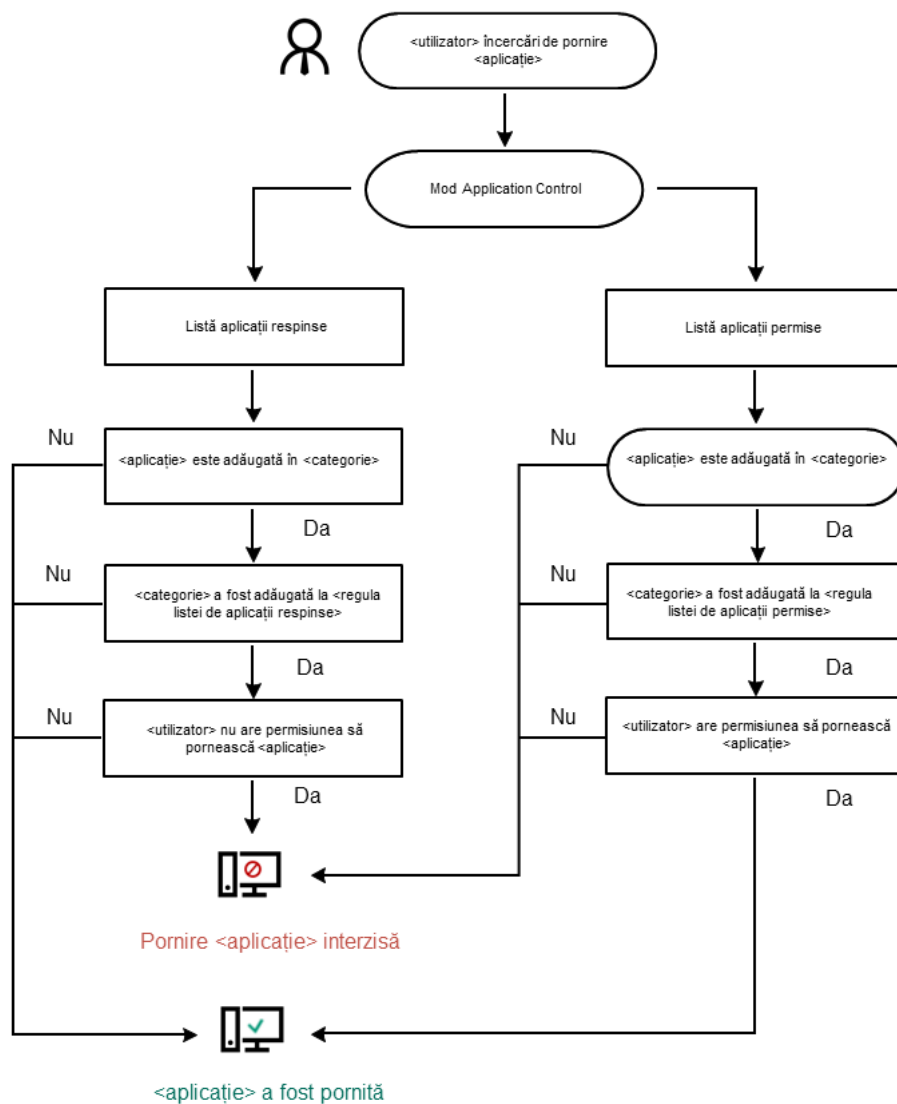 <utilizator> încercări de pornire
<aplicație>
Mod Application Control
Listă aplicații respinse
Listă aplicații permise
Nu
<aplicație> este adăugată în <categorie>
Nu
<aplicație> este adăugată în <categorie>
Da
Da
Nu
<categorie> a fost adăugată la <regula
listei de aplicații respinse>
Nu
<categorie> a fost adăugată la <regula
listei de aplicații permise>
Da
Da
Nu
<utilizator> nu are permisiunea să
pornească <aplicație>
Nu
<utilizator> are permisiunea să pornească
<aplicație>
Da
Da
Pornire <aplicație> interzisă
<aplicație> a fost pornită